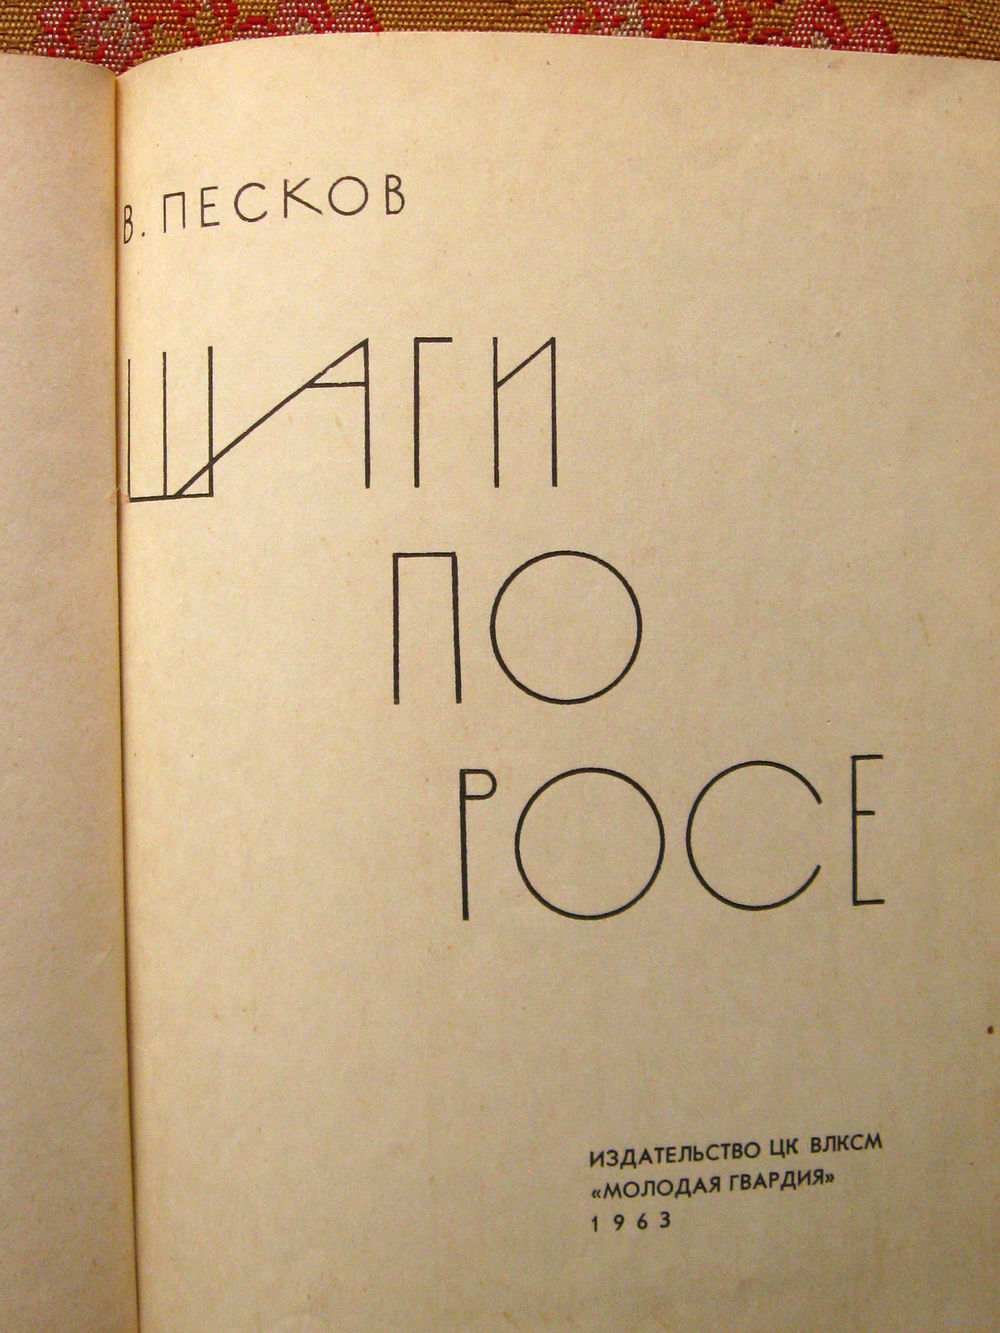 В. ПЕСКОВ
ШАГИ
ПО
РОСЕ
ИЗДАТЕЛЬСТВО ЦК ВЛКСМ
«МОЛОДАЯ ГВАРДИЯ»
1963